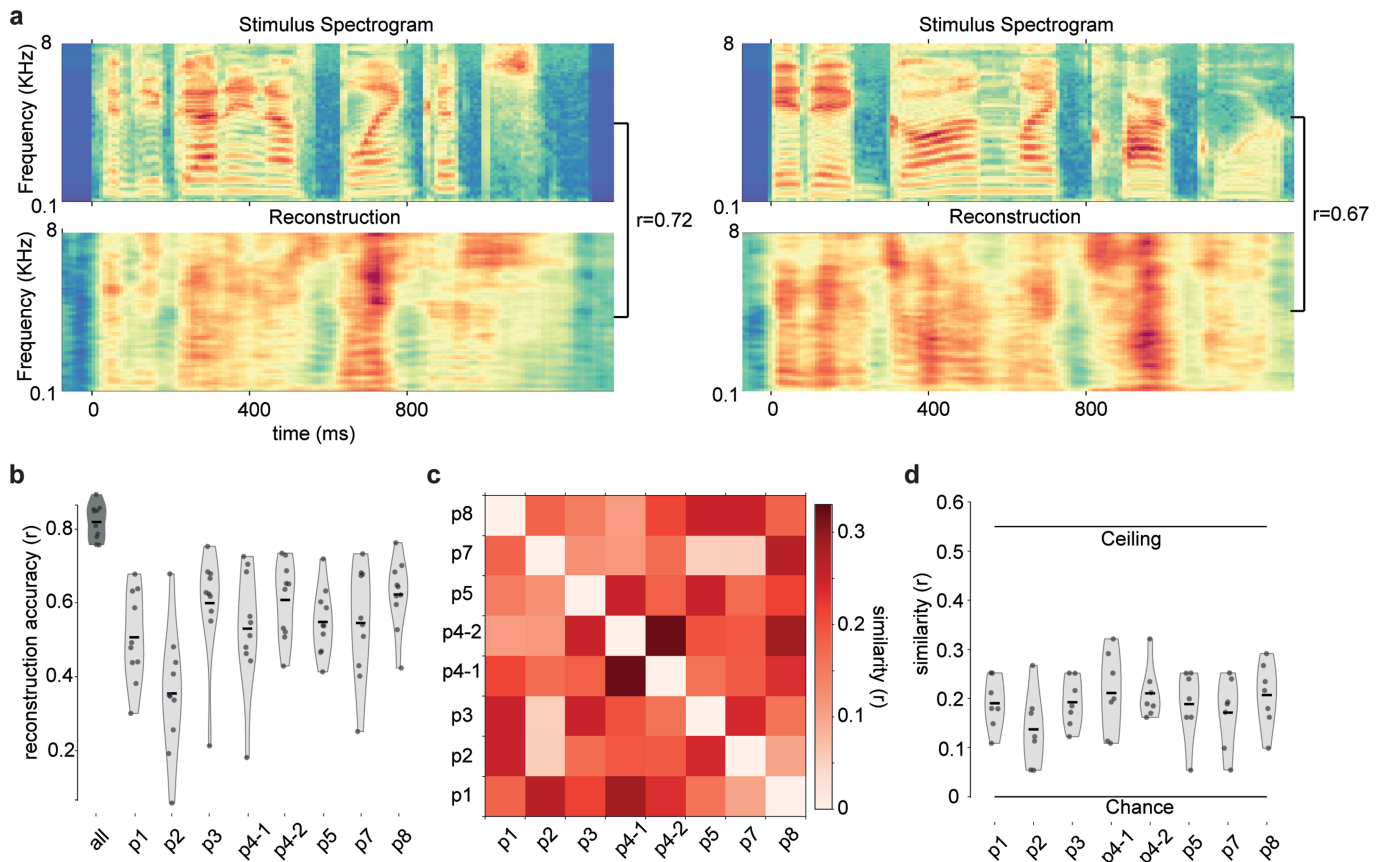 a
Stimulus Spectrogram
8
Frequency (KHz)
0.1
Reconstruction
8
Frequency (KHz)
0.1
0 400 800
time (ms)
r=0.72
Stimulus Spectrogram
8
0.1
Reconstruction
8
0.1
0 400 800
r=0.67
b
reconstruction accuracy (r)
0.8
0.6
0.4
0.2
all p1 p2 p3 p4-1 p4-2 p5 p7 p8
c
p8
p7
p5
p4-2
p4-1
p3
p2
p1
p1 p2 p3 p4-1 p4-2 p5 p7 p8
0.3
0.2
0.1
0
similarity (r)
d
similarity (r)
0.6
0.5
0.4
0.3
0.2
0.1
0
Ceiling
Chance
p1 p2 p3 p4-1 p4-2 p5 p7 p8